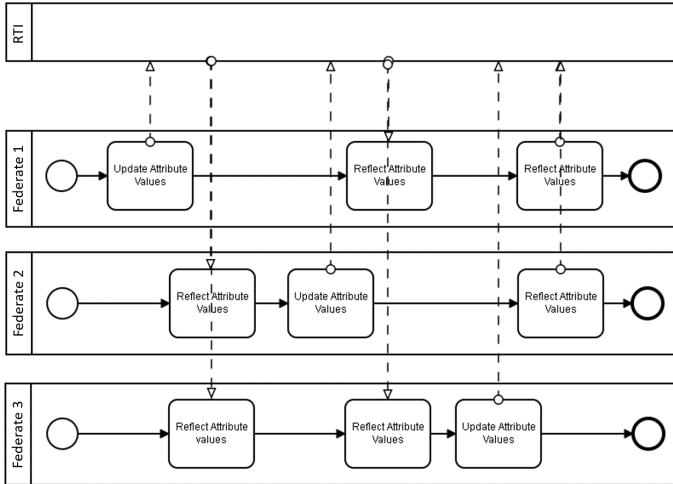 RTI
Federate 1
Update Attribute
Values
Reflect Attribute
Values
Reflect Attribute
Values
Federate 2
Reflect Attribute
Values
Update Attribute
Values
Reflect Attribute
Values
Federate 3
Reflect Attribute
values
Reflect Attribute
Values
Update Attribute
Values